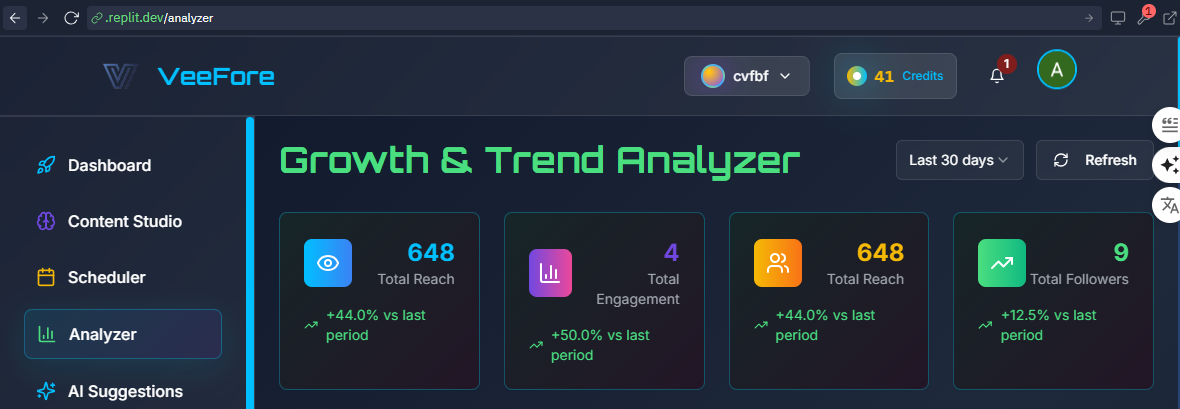 .replit.dev/analyzer
1
VeeFore
cvfbf
41 Credits
1
A
Dashboard
Content Studio
Scheduler
Analyzer
AI Suggestions
Growth & Trend Analyzer
Last 30 days
Refresh
648
Total Reach
+44.0% vs last
period
4
Total
Engagement
+50.0% vs last
period
648
Total Reach
+44.0% vs last
period
9
Total Followers
+12.5% vs last
period